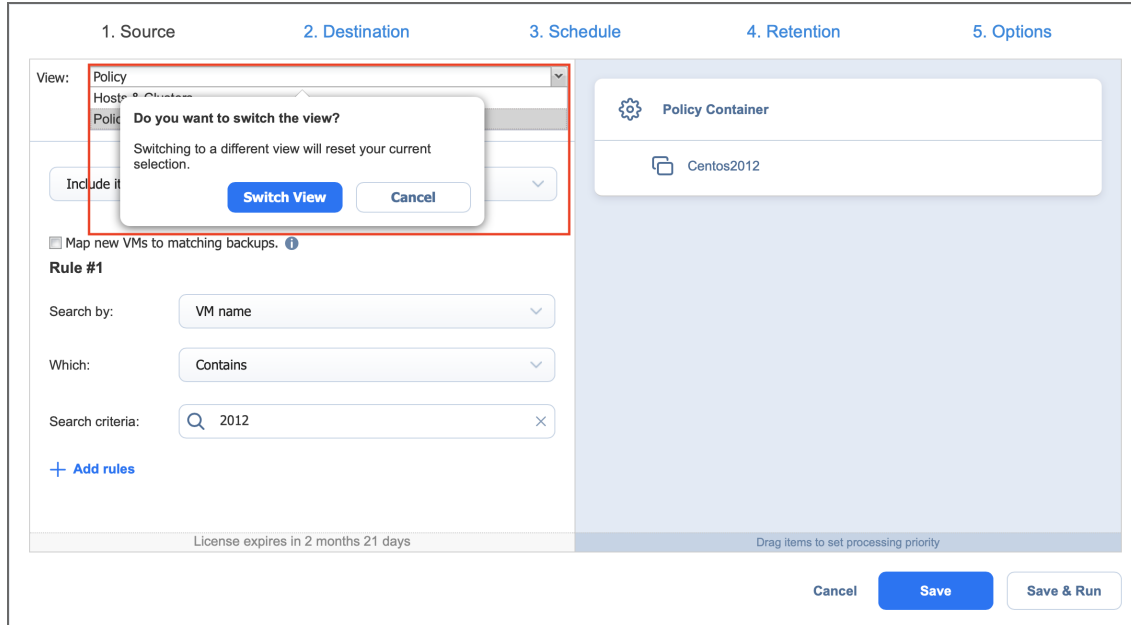 1. Source
2. Destination
3. Schedule
4. Retention
5. Options
View:
Policy
Hosts & Clusters
Do you want to switch the view?
Switching to a different view will reset your current
selection.
Include
Switch View
Cancel
Map new VMs to matching backups.
Rule #1
Search by:
VM name
Which:
Contains
Search criteria:
2012
Add rules
License expires in 2 months 21 days
Policy Container
Centos2012
Drag items to set processing priority
Cancel
Save
Save & Run